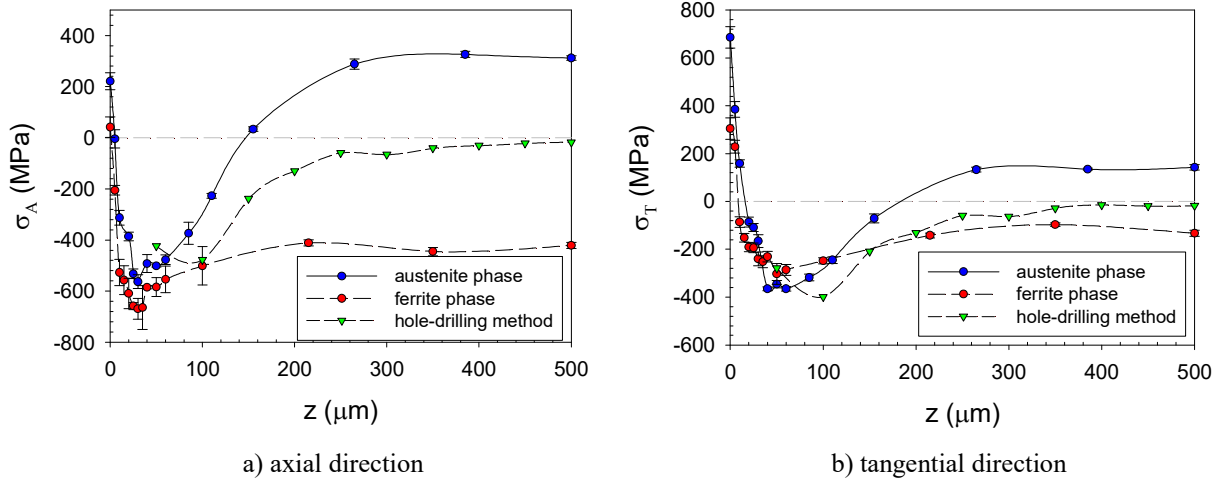 400
200
0
-200
-400
-600
-800
σA (MPa)
0 100 200 300 400 500
z (μm)
austenite phase
ferrite phase
hole-drilling method
a) axial direction
800
600
400
200
0
-200
-400
-600
σT (MPa)
0 100 200 300 400 500
z (μm)
austenite phase
ferrite phase
hole-drilling method
b) tangential direction